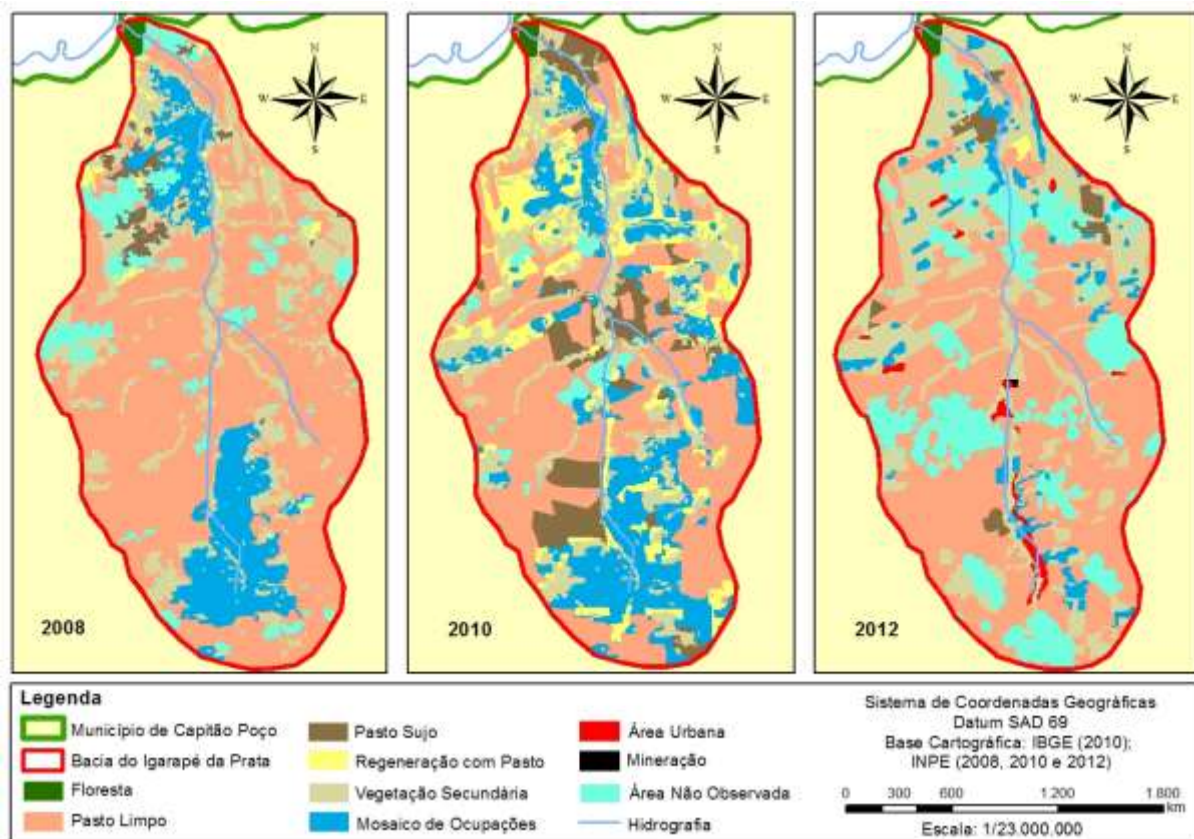 N
W
E
S
2008
N
W
E
S
2010
N
W
E
S
2012
Legenda
Município de Capitão Poço
Bacia do Igarapé da Prata
Floresta
Pasto Limpo
Pasto Sujo
Regeneração com Pasto
Vegetação Secundária
Mosaico de Ocupações
Área Urbana
Mineração
Área Não Observada
Hidrografia
Sistema de Coordenadas Geográficas
Datum SAD 69
Base Cartográfica: IBGE (2010);
INPE (2008, 2010 e 2012)
0 300 600 1.200 1.800
km
Escala: 1/23.000.000